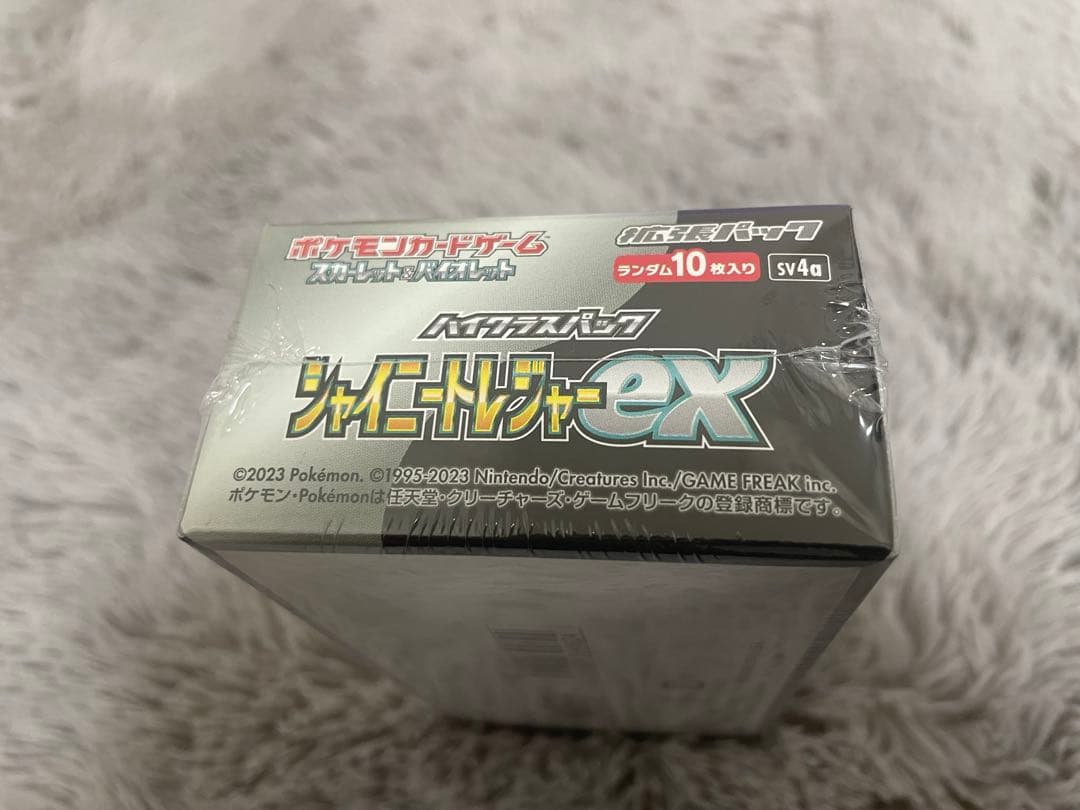 ポケモンカードゲーム
スカーレット&バイオレット
拡張パック
ランダム10枚入り
SV4a
ハイクラスパック
シャイニートレジャーex
©2023 Pokémon. ©1995-2023 Nintendo/Creatures Inc./GAME FREAK inc.
ポケモン・Pokémonは任天堂・クリーチャーズ・ゲームフリークの登録商標です。